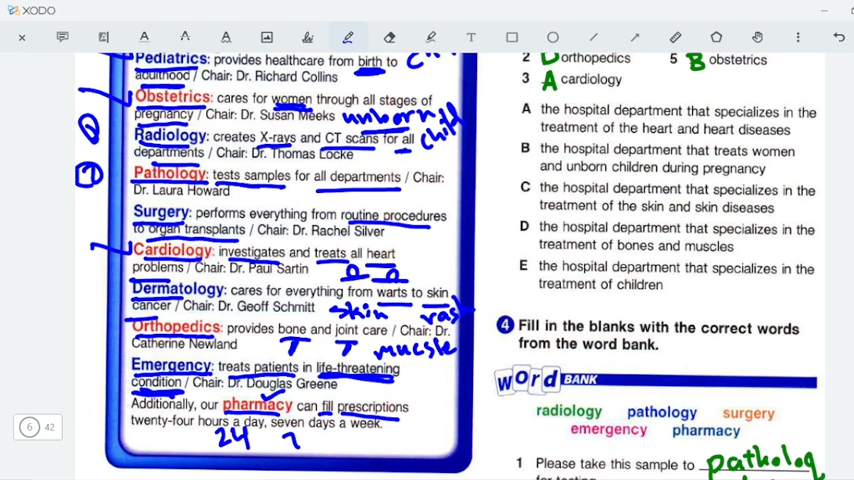 XODO
Pediatrics: provides healthcare from birth to
adulthood / Chair: Dr. Richard Collins
Obstetrics: cares for women through all stages of
pregnancy / Chair: Dr. Susan Meeks unborn
child
Radiology: creates X-rays and CT scans for all
departments / Chair: Dr. Thomas Locke
Pathology: tests samples for all departments / Chair:
Dr. Laura Howard
Surgery: performs everything from routine procedures
to organ transplants / Chair: Dr. Rachel Silver
Cardiology: investigates and treats all heart
problems / Chair: Dr. Paul Sartin
Dermatology: cares for everything from warts to skin
cancer / Chair: Dr. Geoff Schmitt skin rash
Orthopedics: provides bone and joint care / Chair: Dr.
Catherine Newland
mucsle
Emergency: treats patients in life-threatening
condition / Chair: Dr. Douglas Greene
Additionally, our pharmacy can fill prescriptions
twenty-four hours a day, seven days a week.
24 7
6 42
2 D orthopedics 5 B obstetrics
3 A cardiology
A the hospital department that specializes in the
treatment of the heart and heart diseases
B the hospital department that treats women
and unborn children during pregnancy
C the hospital department that specializes in the
treatment of the skin and skin diseases
D the hospital department that specializes in the
treatment of bones and muscles
E the hospital department that specializes in the
treatment of children
4 Fill in the blanks with the correct words
from the word bank.
word BANK
radiology pathology surgery
emergency pharmacy
1 Please take this sample to patholog
for testing